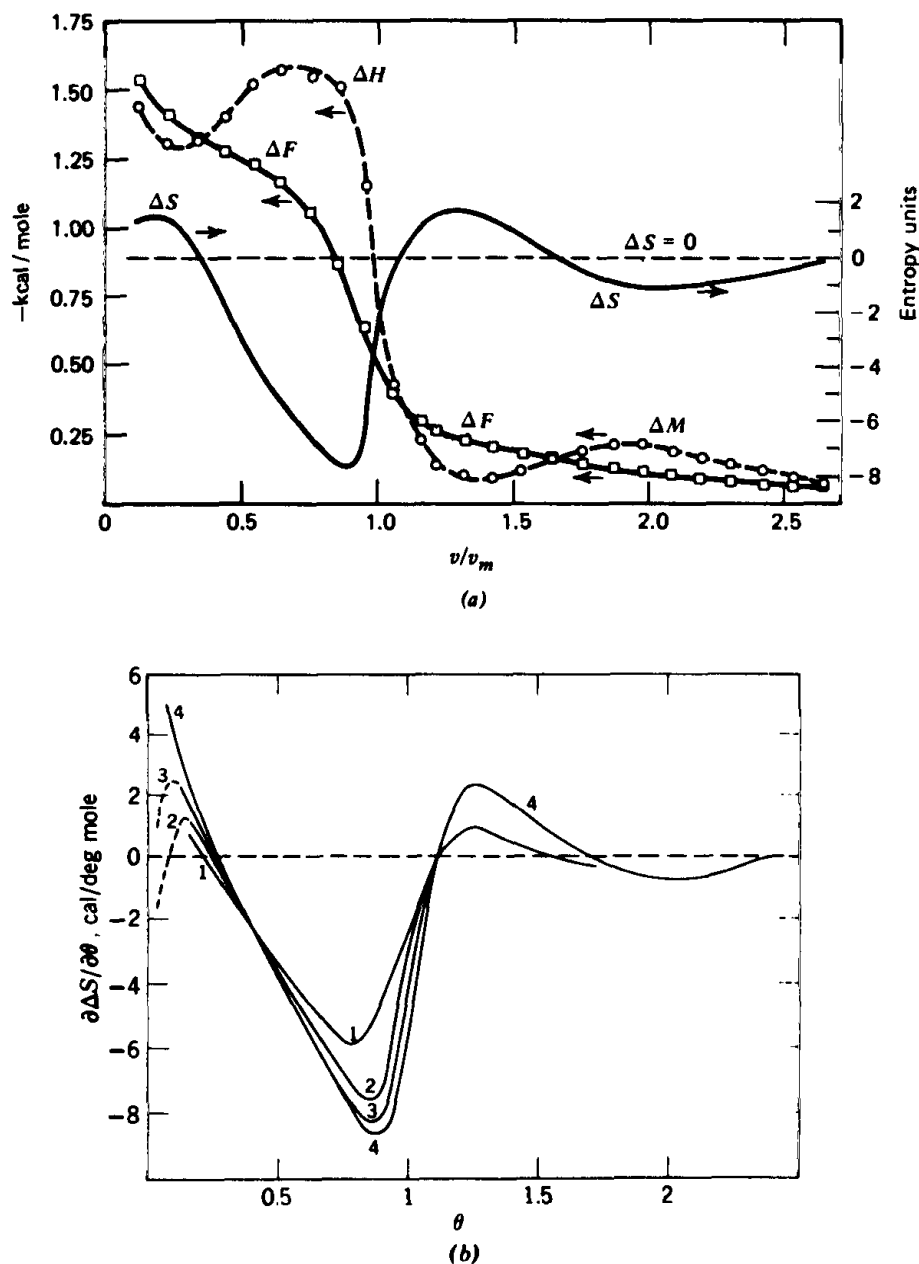 1.75
1.50
1.25
1.00
0.75
0.50
0.25
−kcal/mole
ΔH
ΔF
ΔS
ΔS = 0
ΔS
ΔF
ΔM
2
0
−2
−4
−6
−8
Entropy units
0
0.5
1.0
1.5
2.0
2.5
v/vₘ
(a)
6
4
2
0
−2
−4
−6
−8
∂ΔS/∂θ, cal/deg mole
4
3
2
1
4
1
2
3
4
0.5
1
1.5
2
θ
(b)